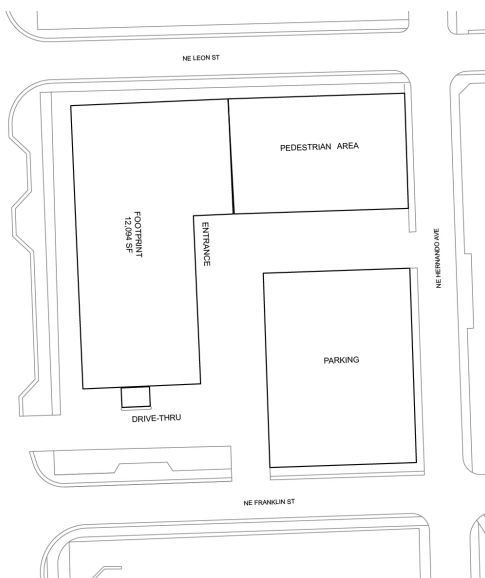 NE LEON ST
PEDESTRIAN AREA
FOOTPRINT
12,094 SF
ENTRANCE
NE HERNANDO AVE
PARKING
DRIVE-THRU
NE FRANKLIN ST